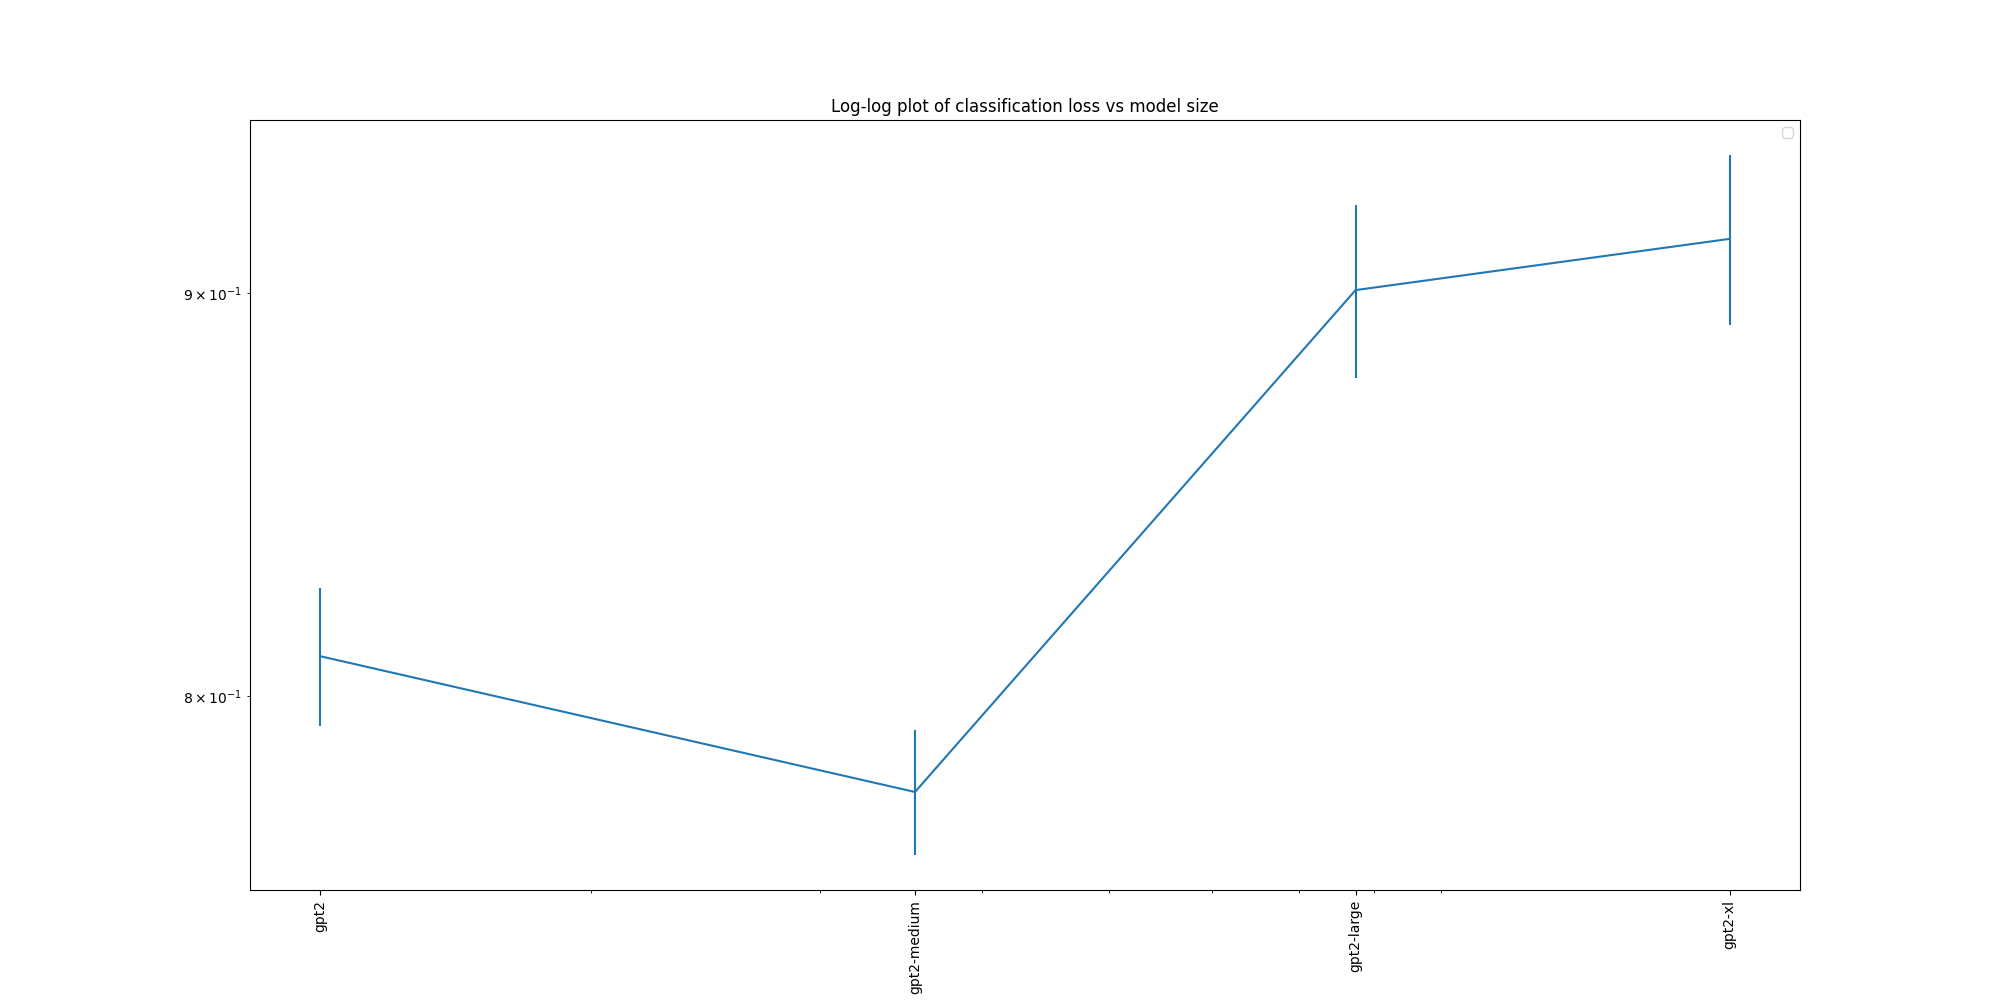 Log-log plot of classification loss vs model size
9 × 10⁻¹
8 × 10⁻¹
gpt2
gpt2-medium
gpt2-large
gpt2-xl